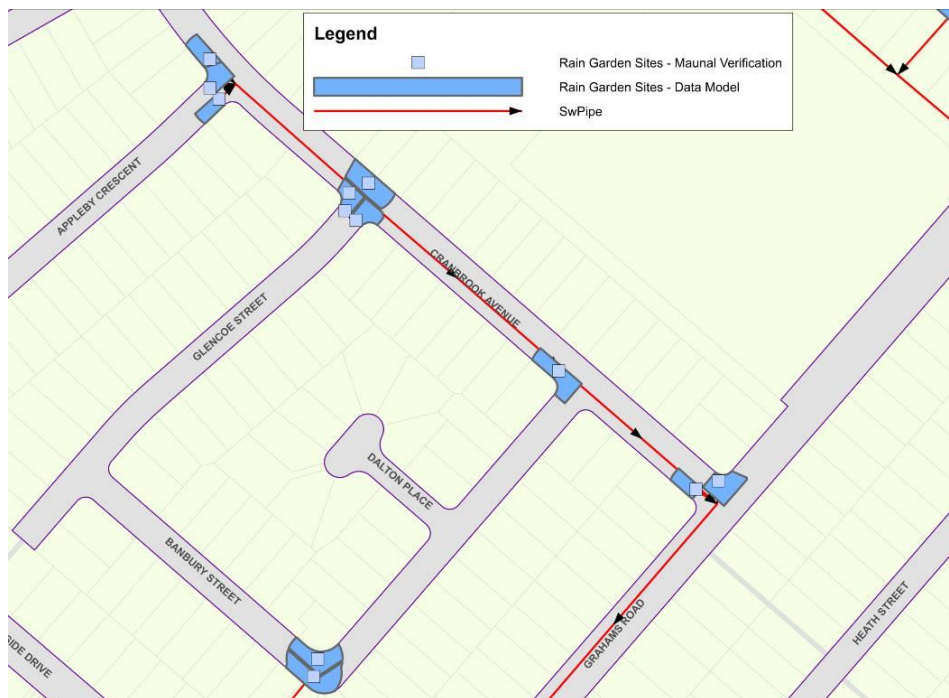 Legend
Rain Garden Sites - Maunal Verification
Rain Garden Sites - Data Model
SwPipe
APPLEBY CRESCENT
GLENCOE STREET
CRANBROOK AVENUE
DALTON PLACE
BANBURY STREET
GRAHAMS ROAD
HEATH STREET
SIDE DRIVE